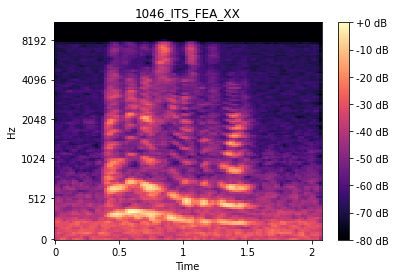 1046_ITS_FEA_XX
+0 dB
8192
-10 dB
4096
-20 dB
-30 dB
2048
Hz
-40 dB
1024
-50 dB
512
-60 dB
-70 dB
0
-80 dB
0
0.5
1
1.5
2
Time